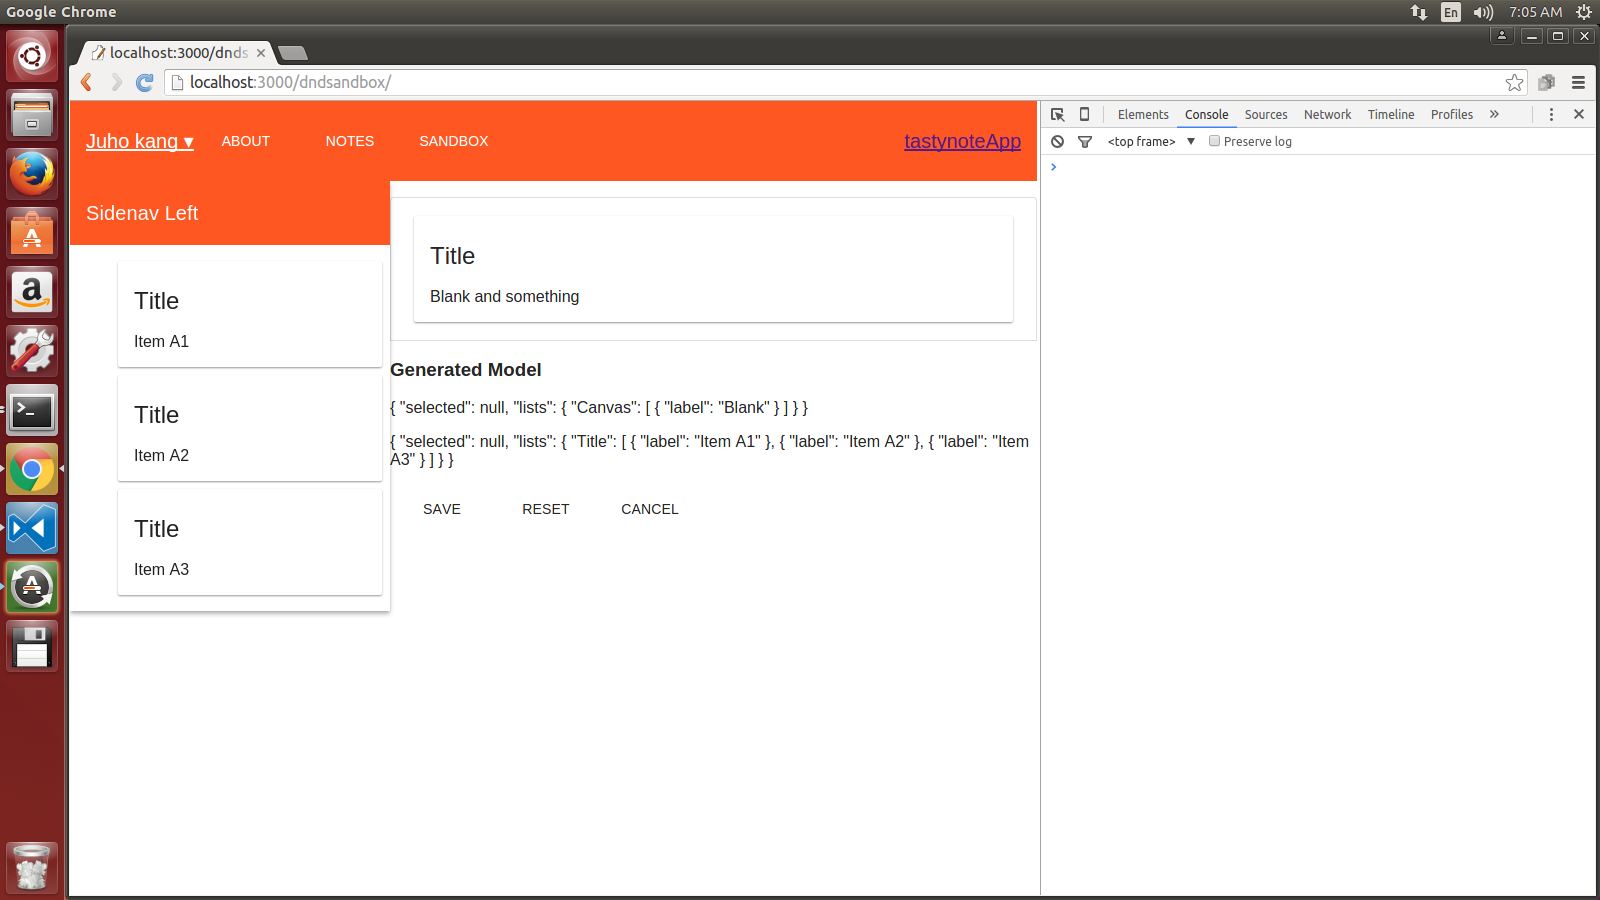 Google Chrome
En
7:05 AM
localhost:3000/dnds
localhost:3000/dndsandbox/
Juho kang ▾ ABOUT NOTES SANDBOX tastynoteApp
Sidenav Left
Title
Item A1
Title
Item A2
Title
Item A3
Title
Blank and something
Generated Model
{ "selected": null, "lists": { "Canvas": [ { "label": "Blank" } ] } }
{ "selected": null, "lists": { "Title": [ { "label": "Item A1" }, { "label": "Item A2" }, { "label": "Item
A3" } ] } }
SAVE RESET CANCEL
Elements Console Sources Network Timeline Profiles »
<top frame> ▼ Preserve log
>